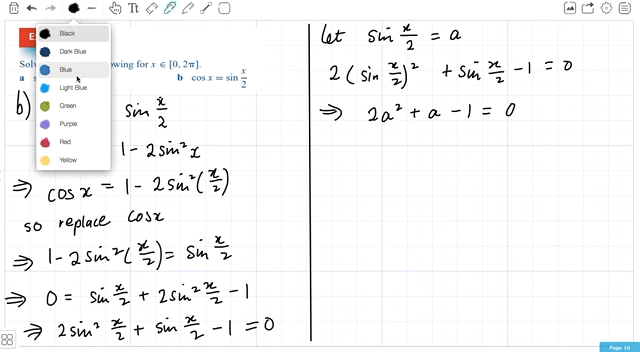 Black
Dark Blue
Blue
Light Blue
Green
Purple
Red
Yellow
E
Solv owing for x ∈ [0, 2π].
a s b cos x = sin x/2
b) sin x/2
1 - 2sin²x
⇒ cos x = 1 - 2sin²(x/2)
so replace cosx
⇒ 1 - 2sin²(x/2) = sin x/2
⇒ 0 = sin x/2 + 2sin² x/2 - 1
⇒ 2sin² x/2 + sin x/2 - 1 = 0
let sin x/2 = a
2(sin x/2)² + sin x/2 - 1 = 0
⇒ 2a² + a - 1 = 0
Page 10